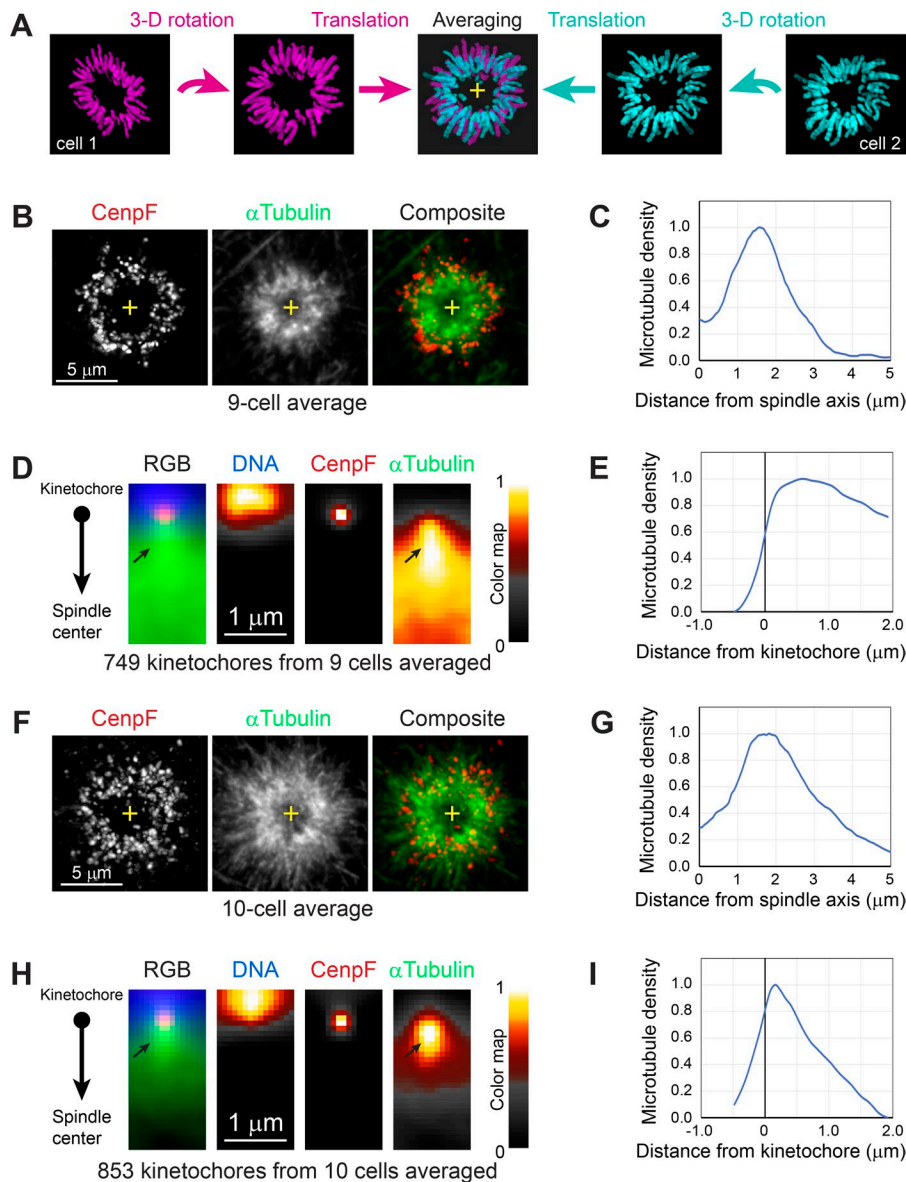 A
3-D rotation
Translation
Averaging
Translation
3-D rotation
cell 1
cell 2
B
CenpF
αTubulin
Composite
5 μm
9-cell average
C
Microtubule density
1.0
0.8
0.6
0.4
0.2
0.0
0 1 2 3 4 5
Distance from spindle axis (μm)
D
RGB
DNA
CenpF
αTubulin
Kinetochore
Spindle
center
1 μm
Color map
1
0
749 kinetochores from 9 cells averaged
E
Microtubule density
1.0
0.8
0.6
0.4
0.2
0.0
-1.0 0 1.0 2.0
Distance from kinetochore (μm)
F
CenpF
αTubulin
Composite
5 μm
10-cell average
G
Microtubule density
1.0
0.8
0.6
0.4
0.2
0.0
0 1 2 3 4 5
Distance from spindle axis (μm)
H
RGB
DNA
CenpF
αTubulin
Kinetochore
Spindle
center
1 μm
Color map
1
0
853 kinetochores from 10 cells averaged
I
Microtubule density
1.0
0.8
0.6
0.4
0.2
0
-1.0 0 1.0 2.0
Distance from kinetochore (μm)